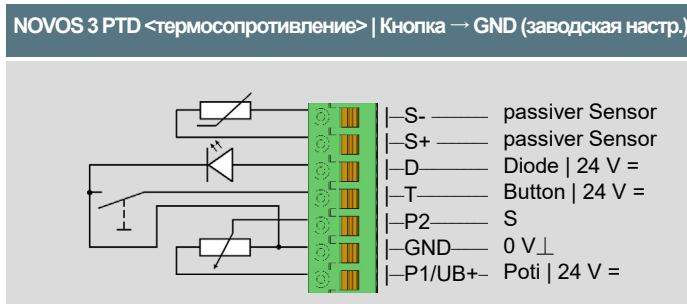 NOVOS 3 PTD <термосопротивление> | Кнопка → GND (заводская настр.)
S- passiver Sensor
S+ passiver Sensor
D Diode | 24 V =
T Button | 24 V =
P2 S
GND 0 V⊥
P1/UB+ Poti | 24 V =